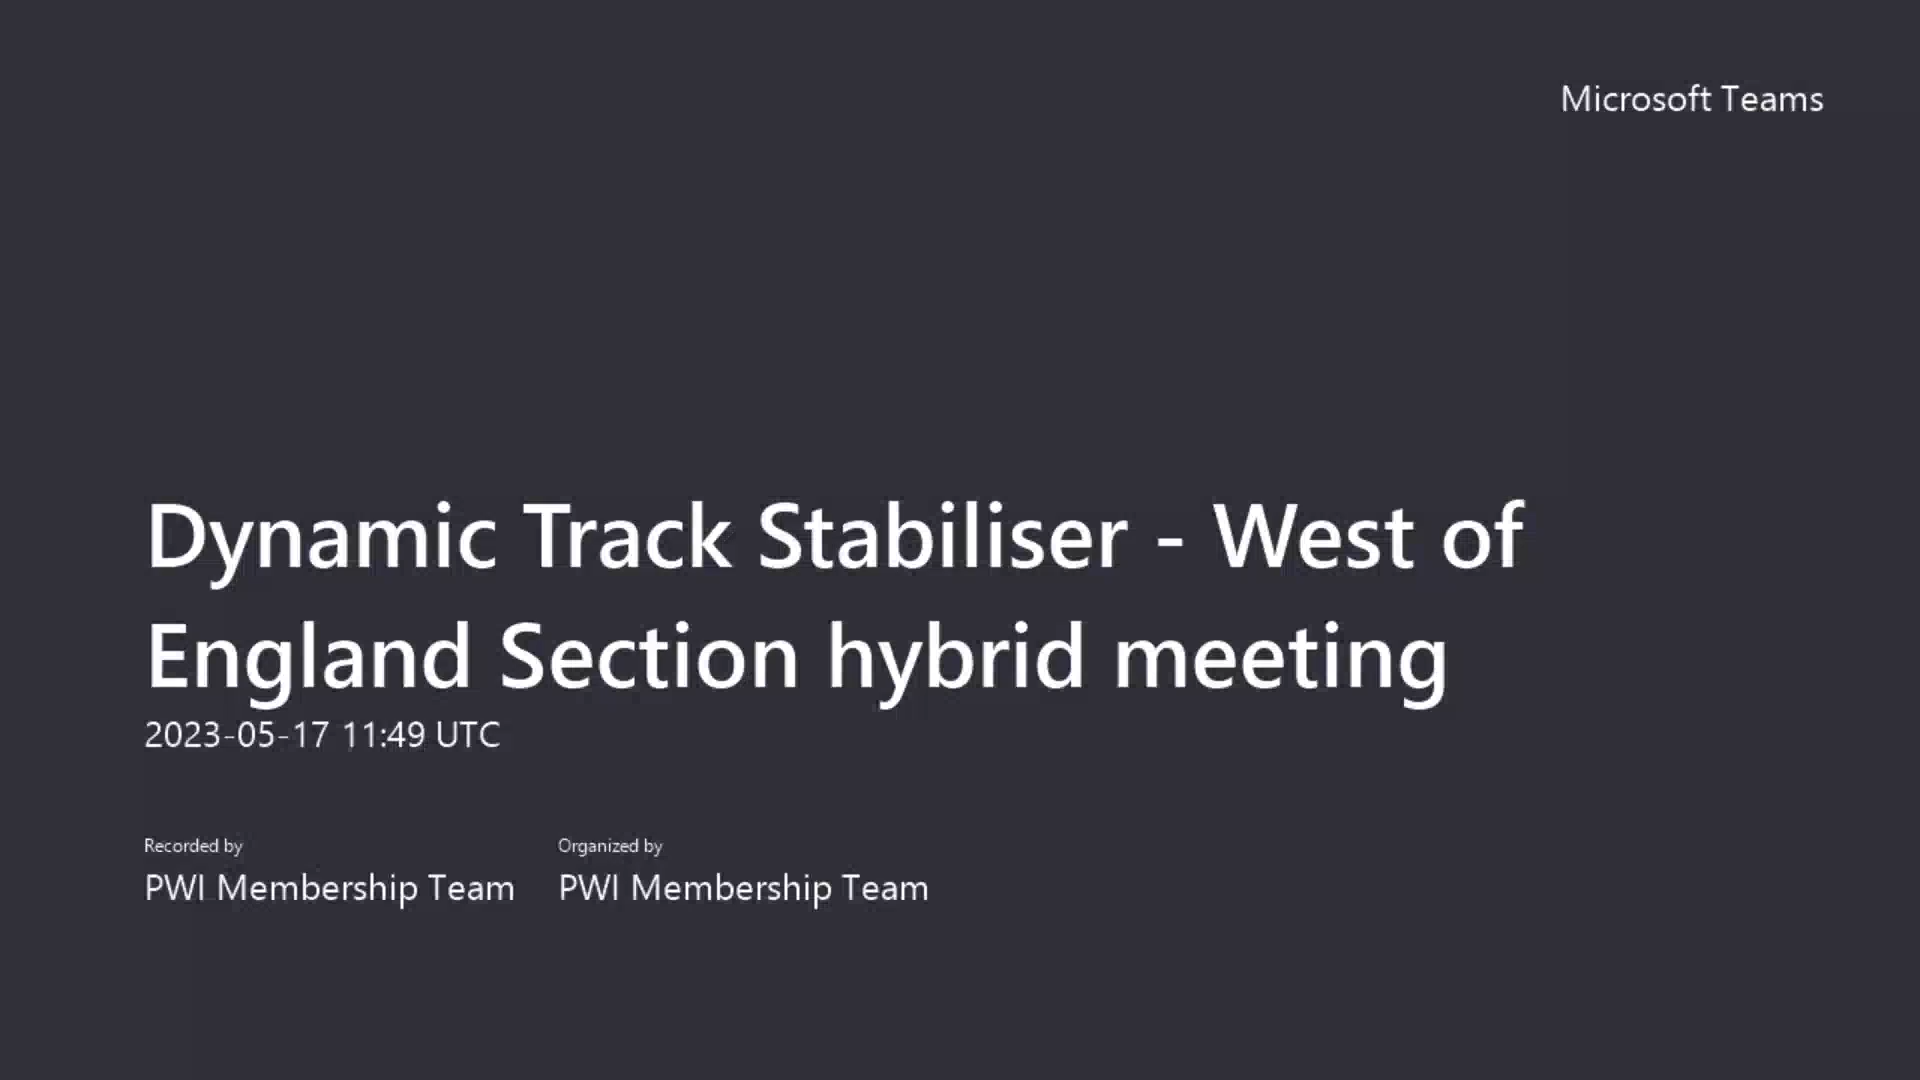 Microsoft Teams
Dynamic Track Stabiliser - West of
England Section hybrid meeting
2023-05-17 11:49 UTC
Recorded by
Organized by
PWI Membership Team
PWI Membership Team